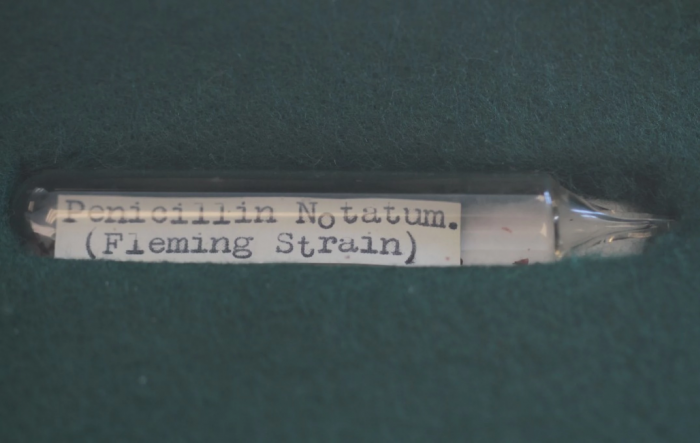 Penicillin Notatum.
(Fleming Strain)